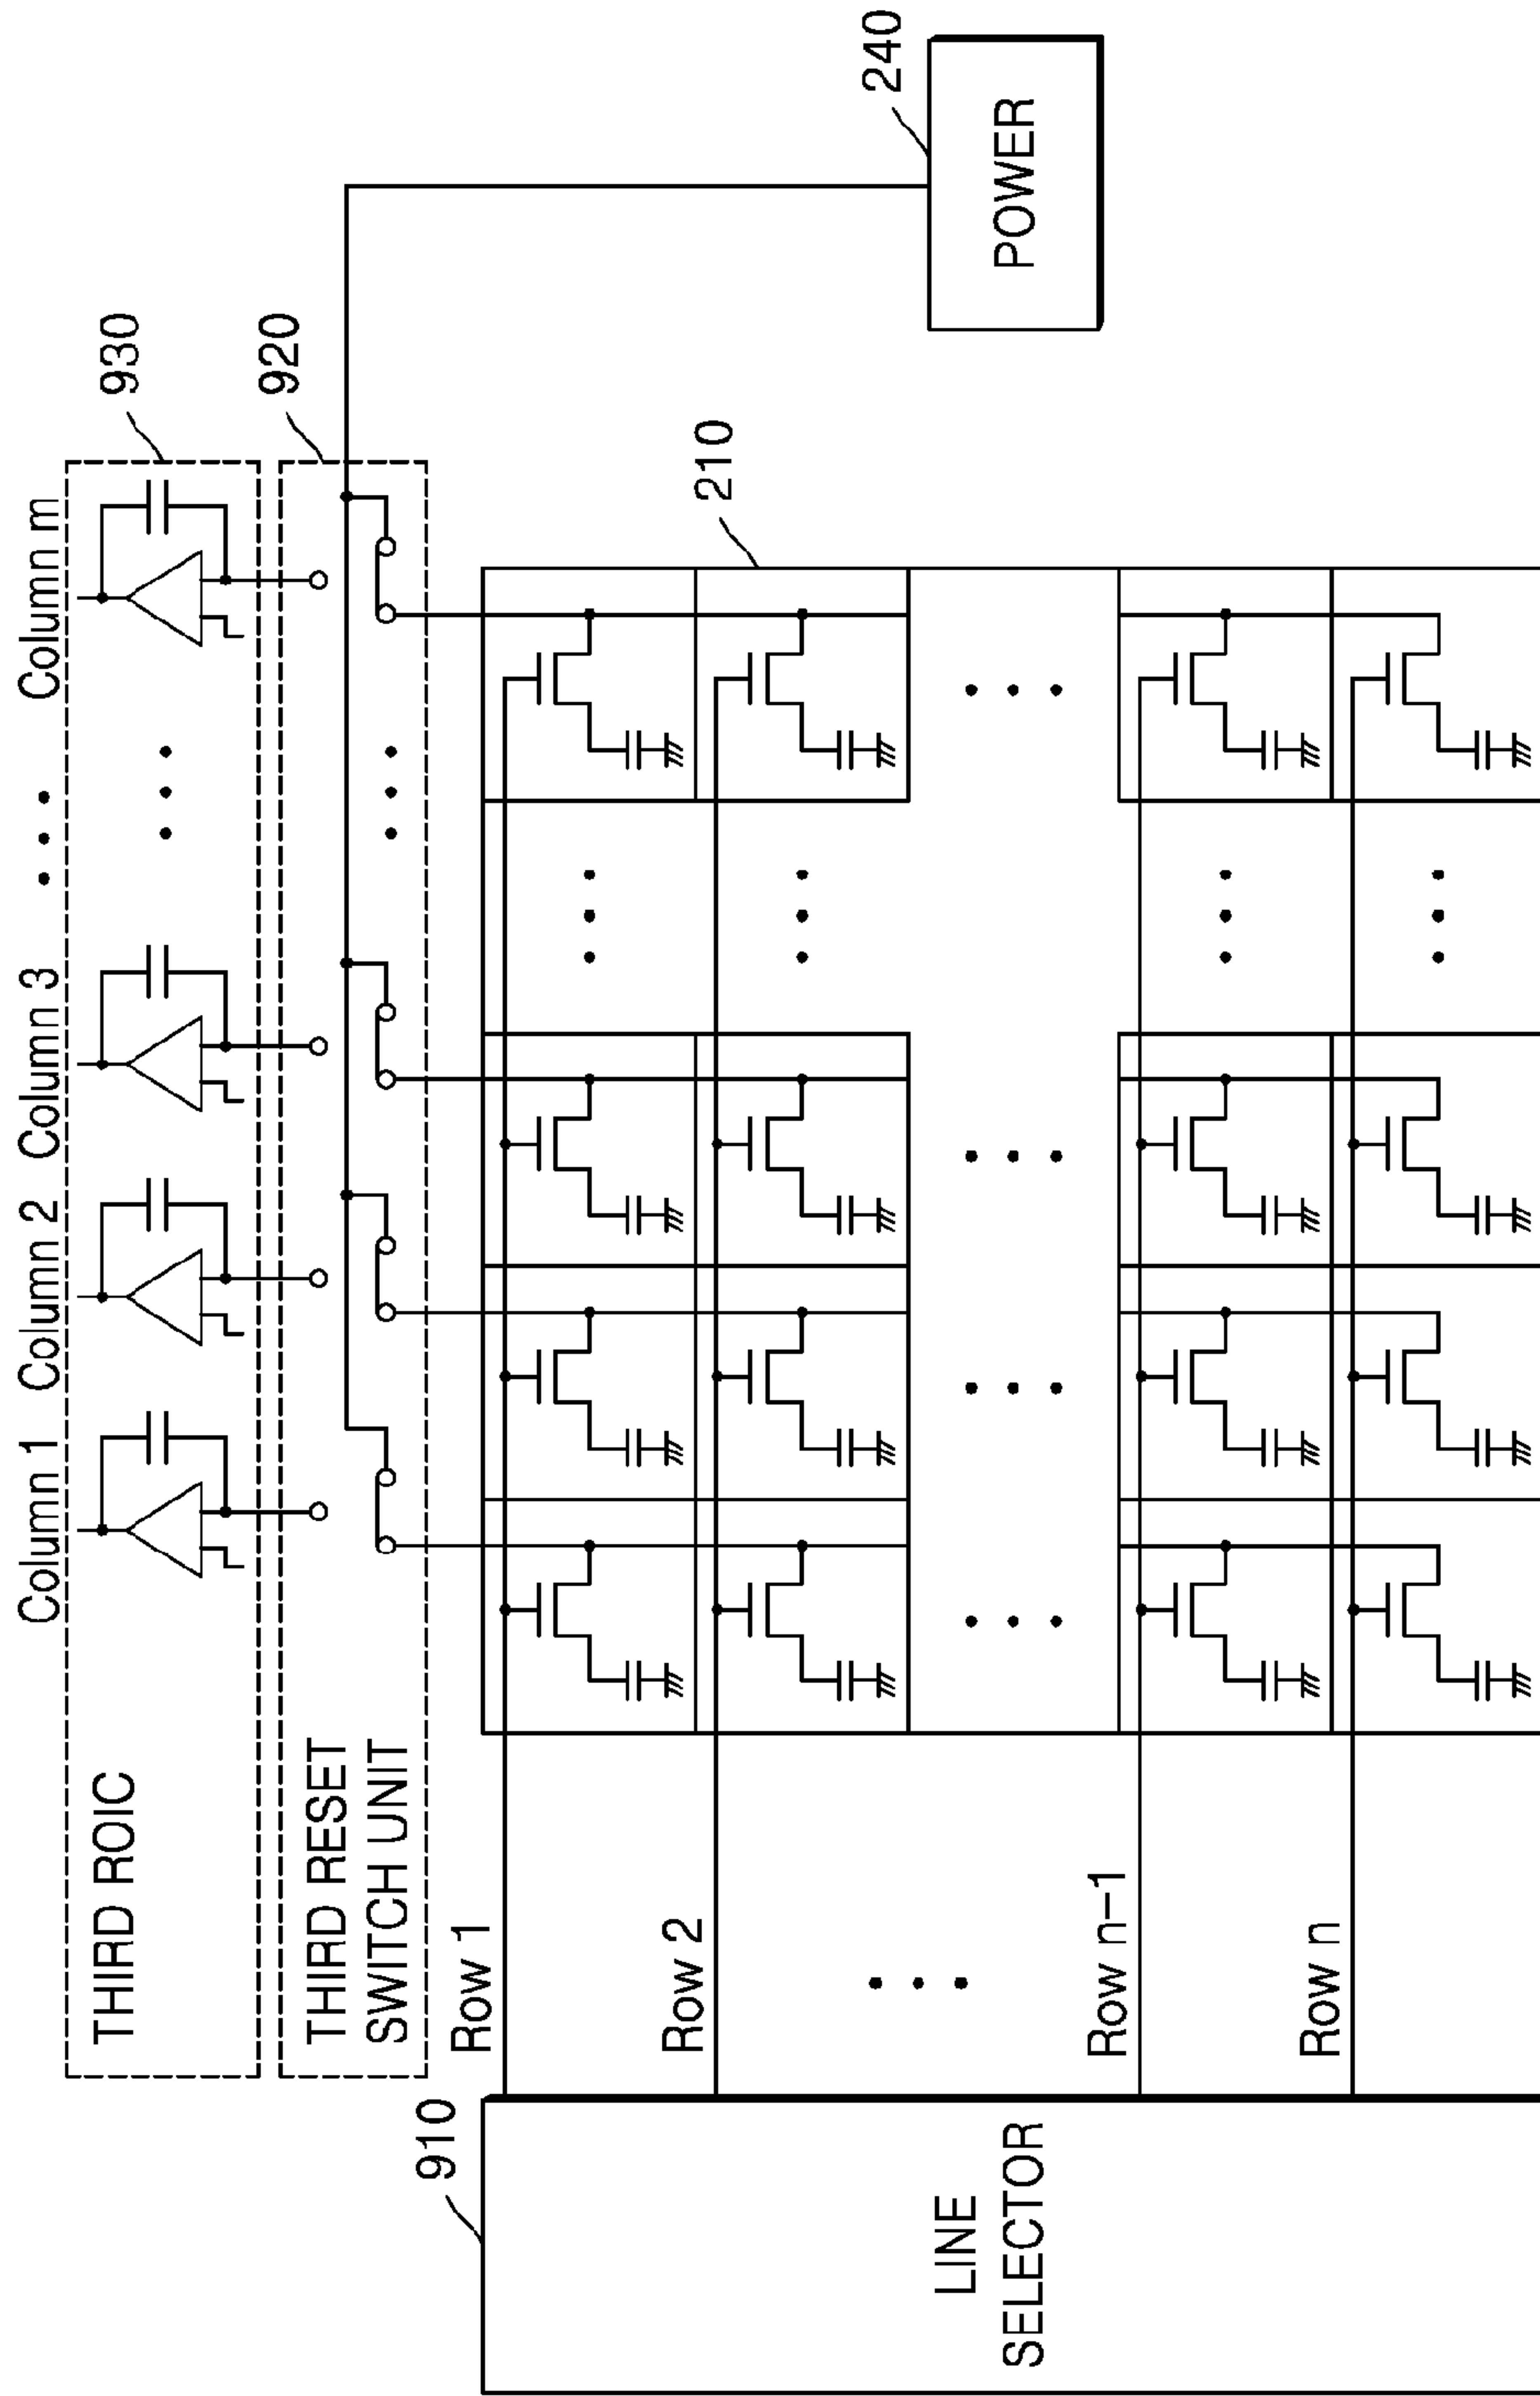 Column 1
Column 2
Column 3
Column m
THIRD ROIC
930
THIRD RESET
SWITCH UNIT
920
910
Row 1
210
Row 2
240
POWER
LINE
SELECTOR
Row n-1
Row n